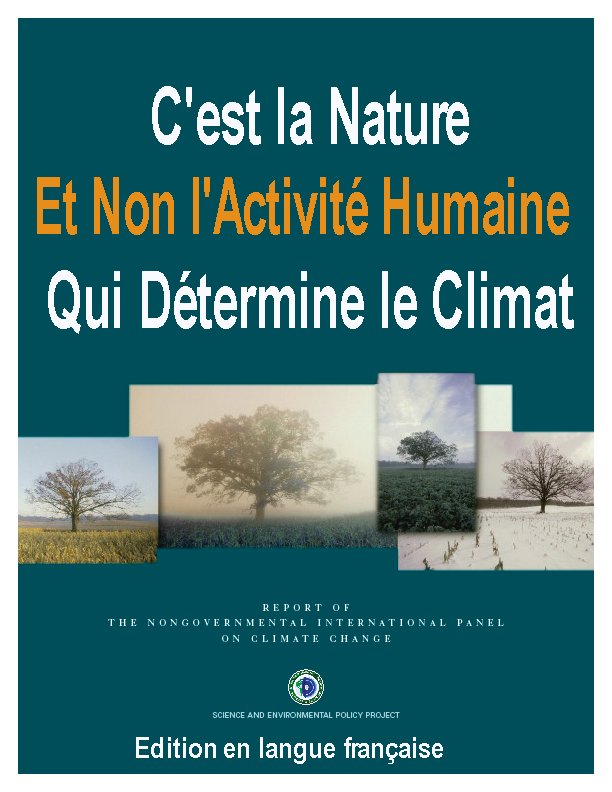 C'est la Nature
Et Non l'Activité Humaine
Qui Détermine le Climat
REPORT OF
THE NONGOVERNMENTAL INTERNATIONAL PANEL
ON CLIMATE CHANGE
SCIENCE AND ENVIRONMENTAL POLICY PROJECT
Edition en langue française